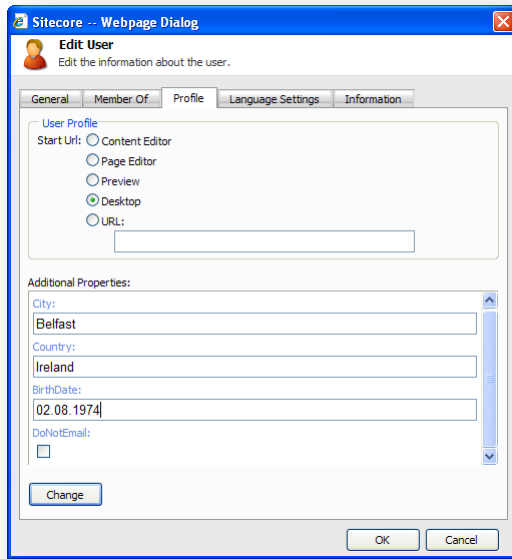 Sitecore -- Webpage Dialog
Edit User
Edit the information about the user.
General Member Of Profile Language Settings Information
User Profile
Start Url: Content Editor
Page Editor
Preview
Desktop
URL:
Additional Properties:
City:
Belfast
Country:
Ireland
BirthDate:
02.08.1974
DoNotEmail:
Change
OK Cancel